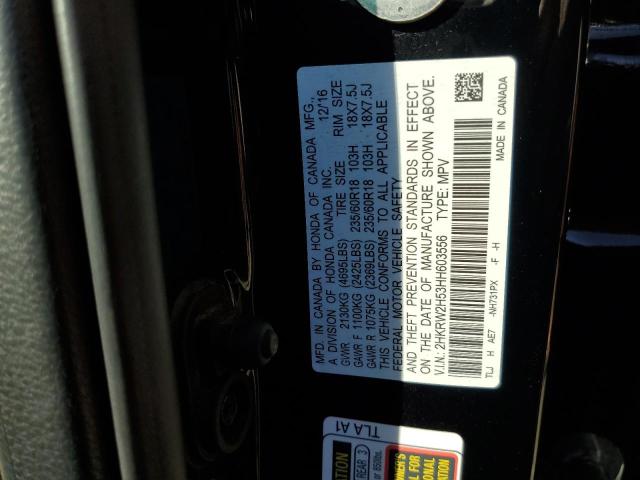 MFD. IN CANADA BY HONDA OF CANADA MFG.,
A DIVISION OF HONDA CANADA INC. 12/16
TIRE SIZE RIM SIZE
GVWR 2130KG (4695LBS)
GAWR F 1100KG (2425LBS) 235/60R18 103H 18X7.5J
GAWR R 1075KG (2369LBS) 235/60R18 103H 18X7.5J
THIS VEHICLE CONFORMS TO ALL APPLICABLE
FEDERAL MOTOR VEHICLE SAFETY
AND THEFT PREVENTION STANDARDS IN EFFECT
ON THE DATE OF MANUFACTURE SHOWN ABOVE.
V.I.N: 2HKRW2H53HH603556 TYPE: MPV
TLJ H AE7 -NH731PX -F -H
MADE IN CANADA
TLA A1
REAR 3